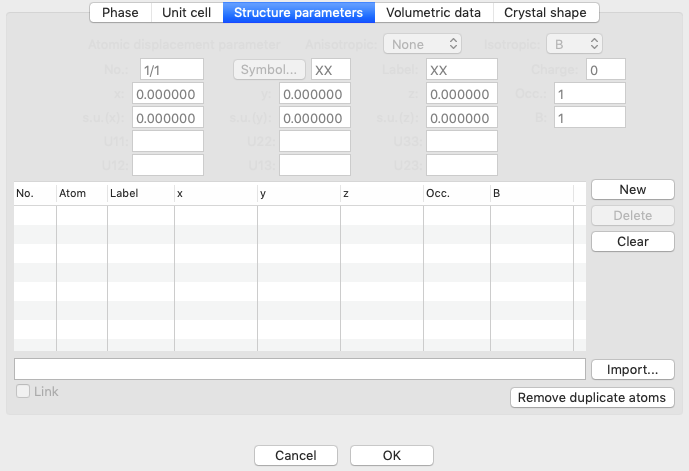 Phase Unit cell Structure parameters Volumetric data Crystal shape
Atomic displacement parameter Anisotropic: None Isotropic: B
No.: 1/1 Symbol... XX Label: XX Charge: 0
x: 0.000000 y: 0.000000 z: 0.000000 Occ.: 1
s.u.(x): 0.000000 s.u.(y): 0.000000 s.u.(z): 0.000000 B: 1
U11: U22: U33:
U12: U13: U23:
No. Atom Label x y z Occ. B
New
Delete
Clear
Import...
Link
Remove duplicate atoms
Cancel OK